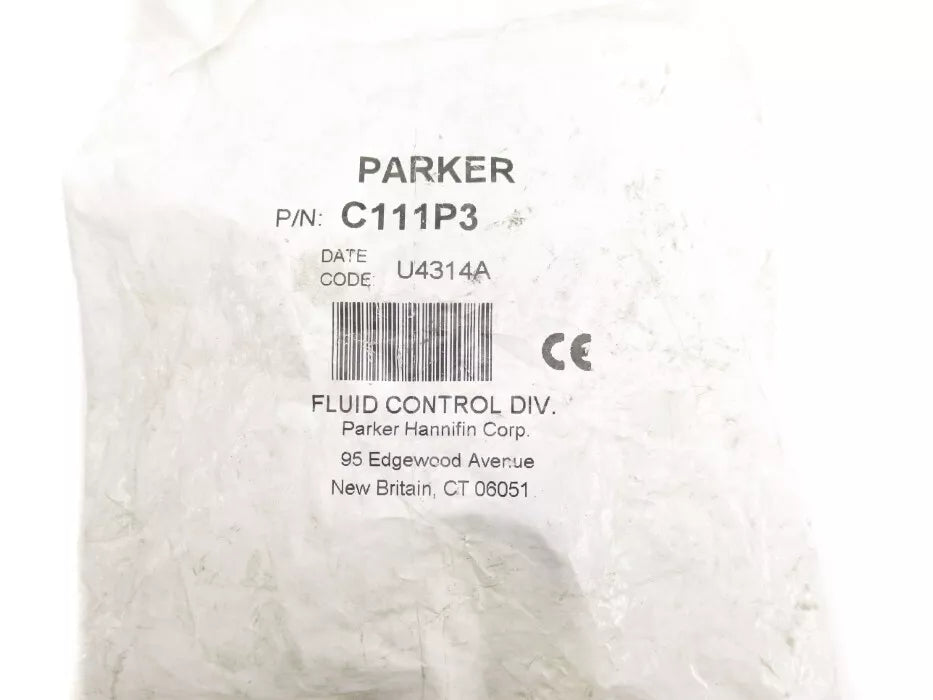 PARKER
P/N: C111P3
DATE CODE U4314A
CE
FLUID CONTROL DIV.
Parker Hannifin Corp.
95 Edgewood Avenue
New Britain, CT 06051